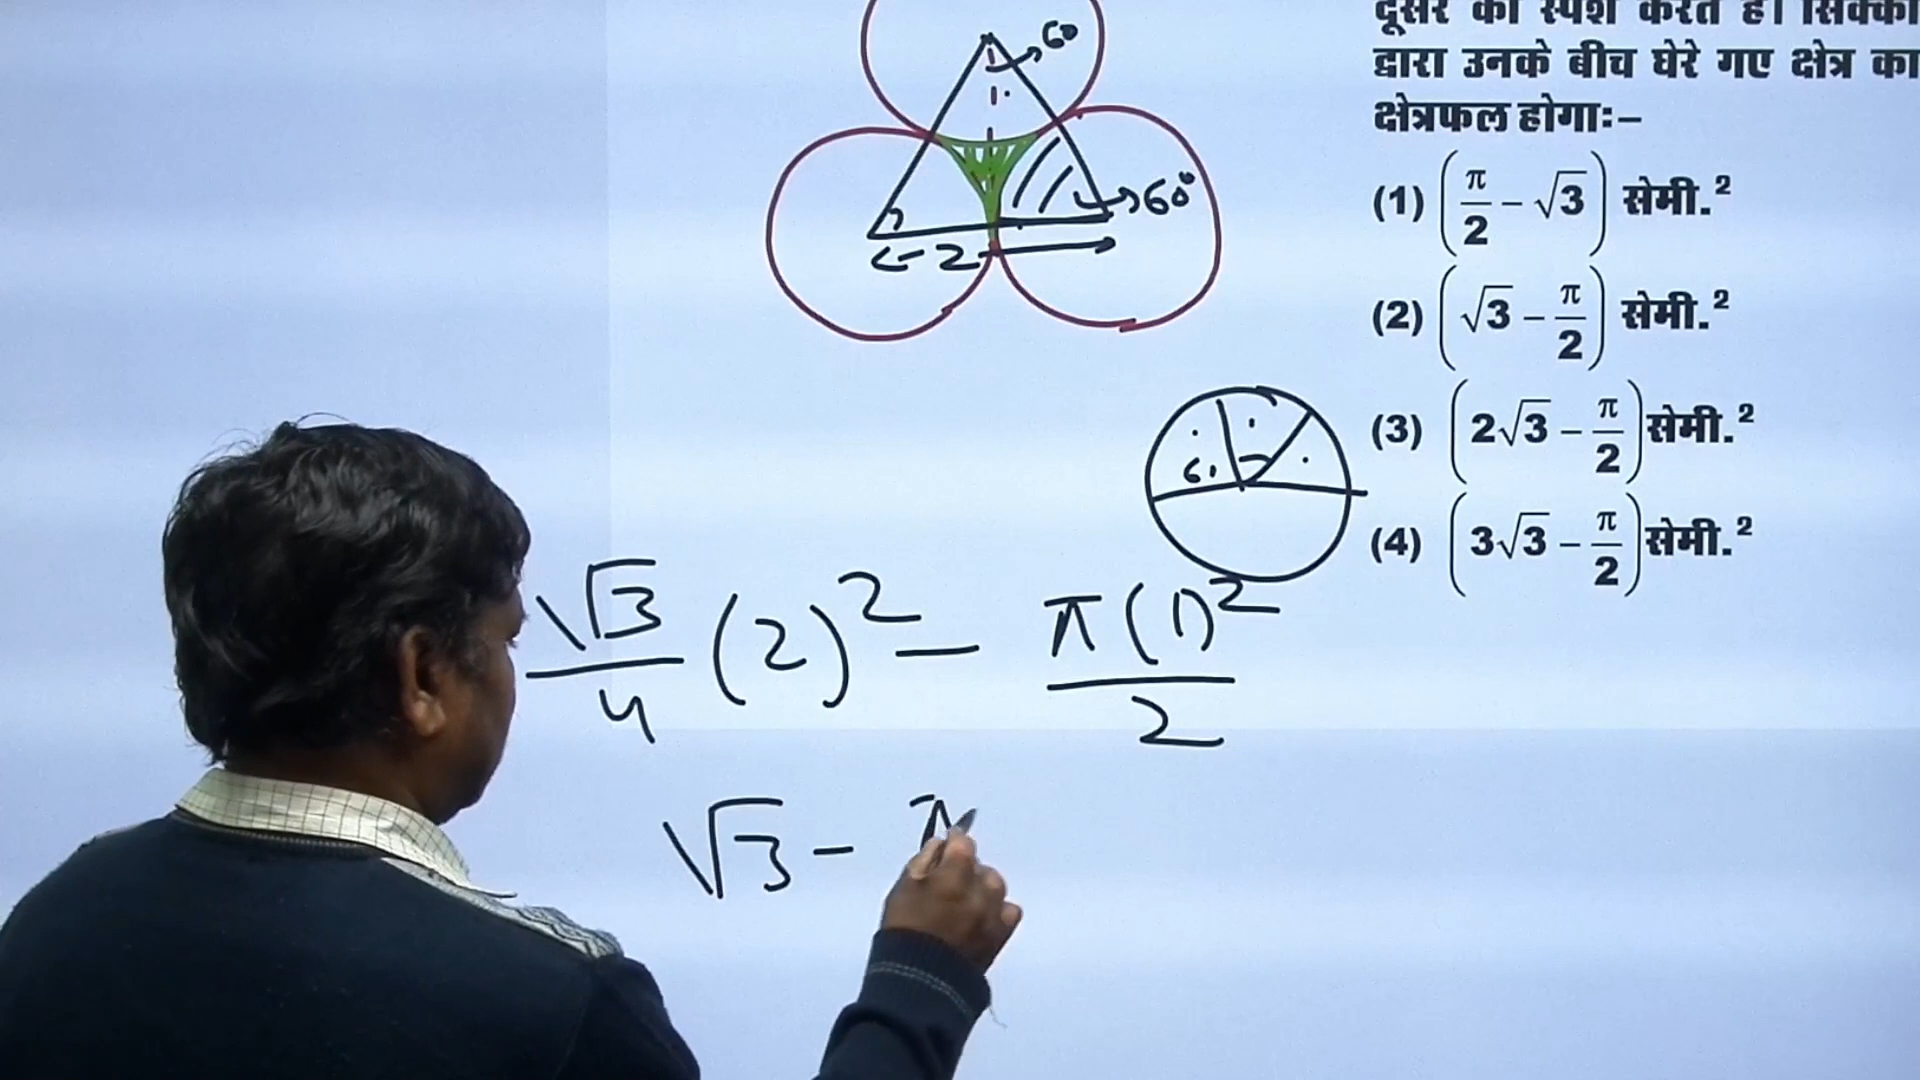 दूसरे को स्पर्श करते हैं। सिक्कों
द्वारा उनके बीच घेरे गए क्षेत्र का
क्षेत्रफल होगाः–
(1) (π/2 – √3) सेमी.²
(2) (√3 – π/2) सेमी.²
(3) (2√3 – π/2) सेमी.²
(4) (3√3 – π/2) सेमी.²
60
1
60°
2
60
√3/4 (2)² – π(1)²/2
√3 – π